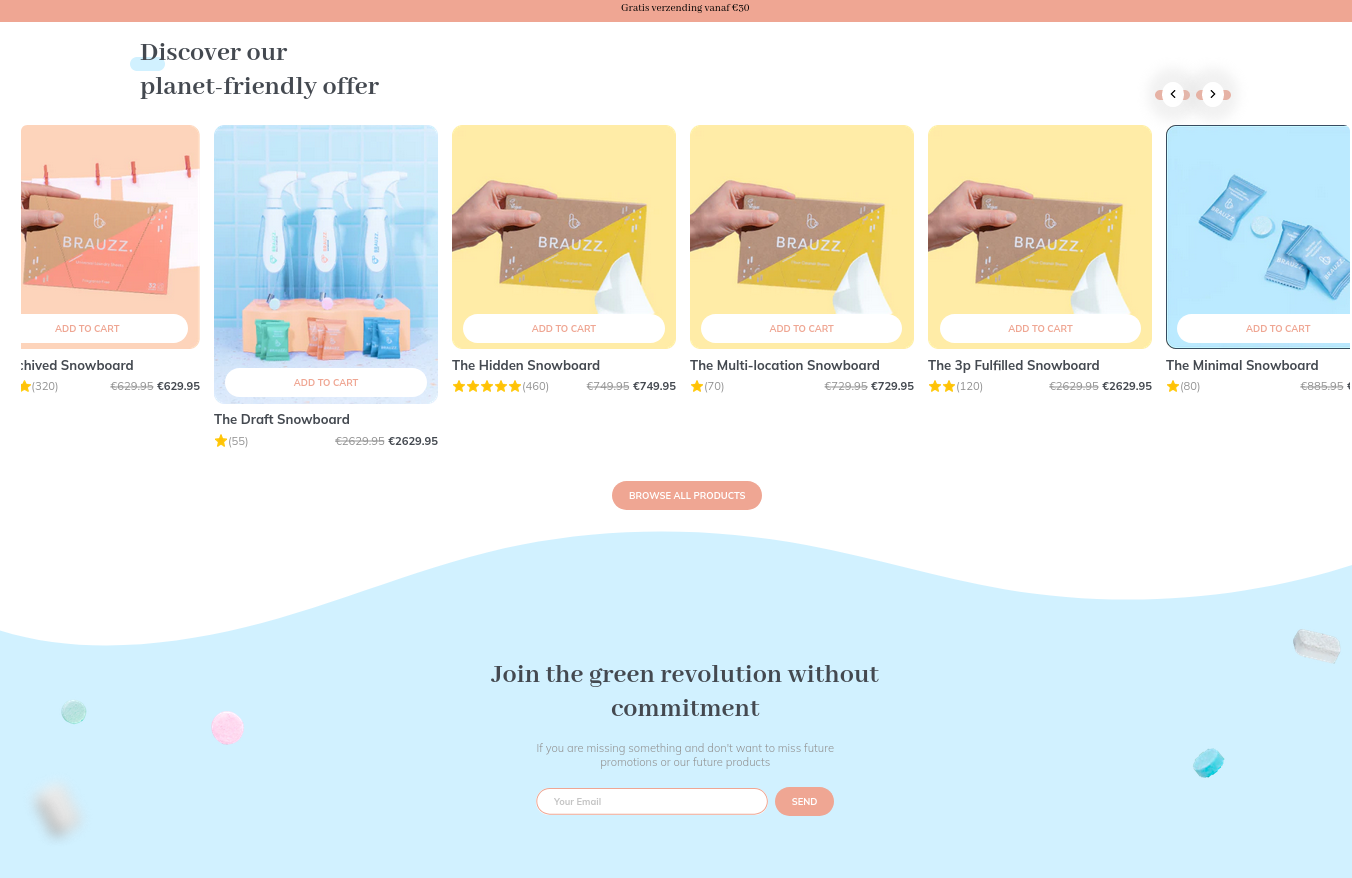 Gratis verzending vanaf €30
Discover our
planet-friendly offer
BRAUZZ.
BRAUZZ.
BRAUZZ.
BRAUZZ.
BRAUZZ.
BRAUZZ.
ADD TO CART
ADD TO CART
ADD TO CART
ADD TO CART
ADD TO CART
ADD TO CART
:hived Snowboard
(320) €629.95 €629.95
The Draft Snowboard
(55) €2629.95 €2629.95
The Hidden Snowboard
(460) €749.95 €749.95
The Multi-location Snowboard
(70) €729.95 €729.95
The 3p Fulfilled Snowboard
(120) €2629.95 €2629.95
The Minimal Snowboard
(80) €885.95
BROWSE ALL PRODUCTS
Join the green revolution without
commitment
If you are missing something and don't want to miss future
promotions or our future products
Your Email SEND